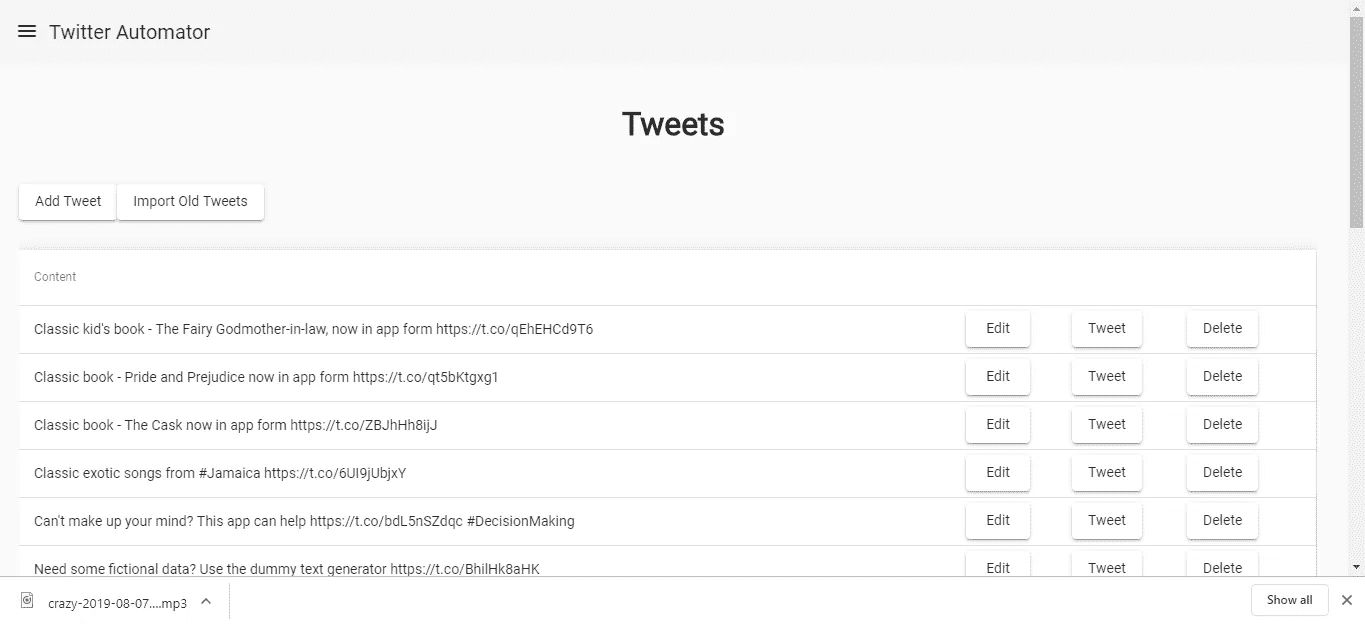 Twitter Automator
Tweets
Add Tweet Import Old Tweets
Content
Classic kid's book - The Fairy Godmother-in-law, now in app form https://t.co/qEhEHCd9T6 Edit Tweet Delete
Classic book - Pride and Prejudice now in app form https://t.co/qt5bKtgxg1 Edit Tweet Delete
Classic book - The Cask now in app form https://t.co/ZBJhHh8ijJ Edit Tweet Delete
Classic exotic songs from #Jamaica https://t.co/6UI9jUbjxY Edit Tweet Delete
Can't make up your mind? This app can help https://t.co/bdL5nSZdqc #DecisionMaking Edit Tweet Delete
Need some fictional data? Use the dummy text generator https://t.co/BhilHk8aHK Edit Tweet Delete
crazy-2019-08-07....mp3 Show all